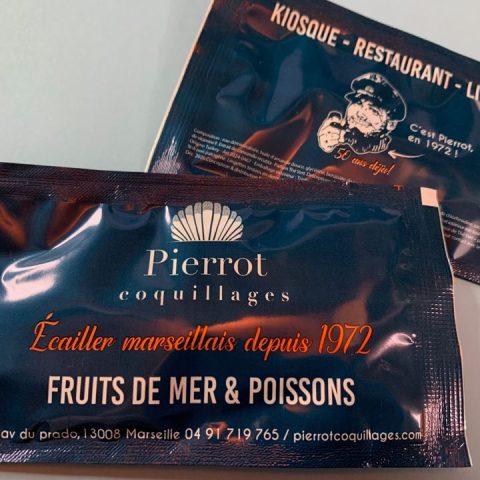 KIOSQUE - RESTAURANT - LI
C'est Pierrot,
en 1972 !
50 ans déjà!
Pierrot
coquillages
Écailler marseillais depuis 1972
FRUITS DE MER & POISSONS
av du prado, 13008 Marseille 04 91 719 765 / pierrotcoquillages.com